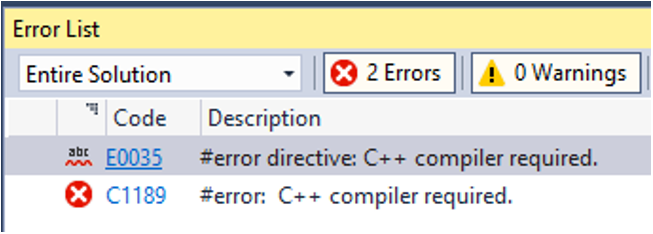 Error List
Entire Solution 2 Errors 0 Warnings
Code Description
abc E0035 #error directive: C++ compiler required.
C1189 #error: C++ compiler required.